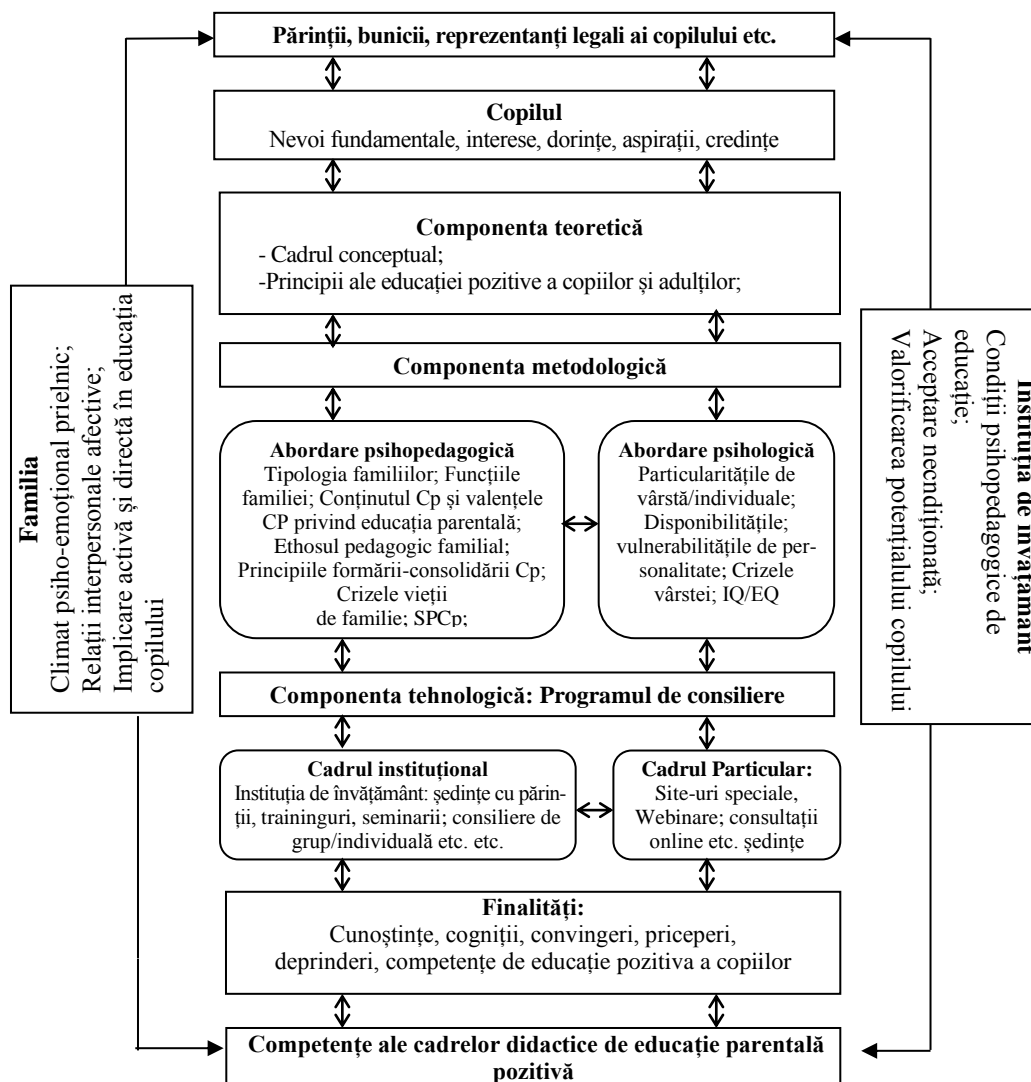 Părinții, bunicii, reprezentanți legali ai copilului etc.
Copilul
Nevoi fundamentale, interese, dorințe, aspirații, credințe
Componenta teoretică
- Cadrul conceptual;
-Principii ale educației pozitive a copiilor și adulților;
Familia
Climat psiho-emoțional prielnic;
Relații interpersonale afective;
Implicare activă și directă în educația
copilului
Instituția de învățământ
Condiții psihopedagogice de
educație;
Acceptare necndiționată;
Valorificarea potențialului copilului
Componenta metodologică
Abordare psihopedagogică
Tipologia familiilor; Funcțiile
familiei; Conținutul Cp și valențele
CP privind educația parentală;
Ethosul pedagogic familial;
Principiile formării-consolidării Cp;
Crizele vieții
de familie; SPCp;
Abordare psihologică
Particularitățile de
vârstă/individuale;
Disponibilitățile;
vulnerabilitățile de per-
sonalitate; Crizele
vârstei; IQ/EQ
Componenta tehnologică: Programul de consiliere
Cadrul instituțional
Instituția de învățământ: ședințe cu părin-
ții, traininguri, seminarii; consiliere de
grup/individuală etc. etc.
Cadrul Particular:
Site-uri speciale,
Webinare; consultații
online etc. ședințe
Finalități:
Cunoștințe, cogniții, convingeri, priceperi,
deprinderi, competențe de educație pozitiva a copiilor
Competențe ale cadrelor didactice de educație parentală
pozitivă